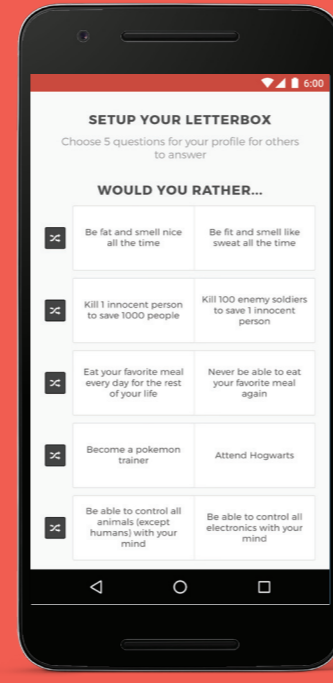 6:00
SETUP YOUR LETTERBOX
Choose 5 questions for your profile for others
to answer
WOULD YOU RATHER...
Be fat and smell nice
all the time
Be fit and smell like
sweat all the time
Kill 1 innocent person
to save 1000 people
Kill 100 enemy soldiers
to save 1 innocent
person
Eat your favorite meal
every day for the rest
of your life
Never be able to eat
your favorite meal
again
Become a pokemon
trainer
Attend Hogwarts
Be able to control all
animals (except
humans) with your
mind
Be able to control all
electronics with your
mind